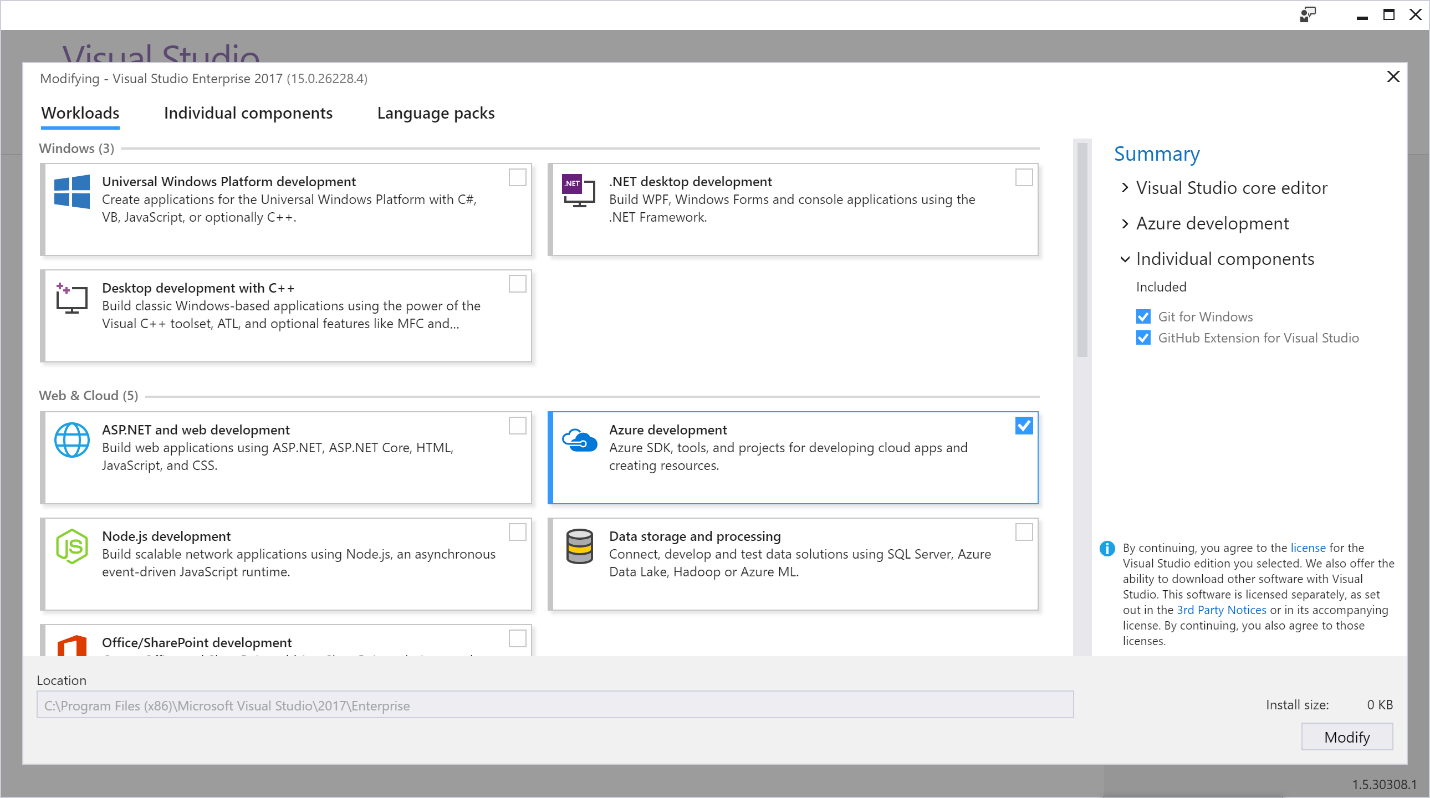 Visual Studio
Modifying - Visual Studio Enterprise 2017 (15.0.26228.4)
Workloads
Individual components
Language packs
Windows (3)
Universal Windows Platform development
Create applications for the Universal Windows Platform with C#,
VB, JavaScript, or optionally C++.
.NET
.NET desktop development
Build WPF, Windows Forms and console applications using the
.NET Framework.
Desktop development with C++
Build classic Windows-based applications using the power of the
Visual C++ toolset, ATL, and optional features like MFC and...
Web & Cloud (5)
ASP.NET and web development
Build web applications using ASP.NET, ASP.NET Core, HTML,
JavaScript, and CSS.
Azure development
Azure SDK, tools, and projects for developing cloud apps and
creating resources.
JS
Node.js development
Build scalable network applications using Node.js, an asynchronous
event-driven JavaScript runtime.
Data storage and processing
Connect, develop and test data solutions using SQL Server, Azure
Data Lake, Hadoop or Azure ML.
Office/SharePoint development
Summary
Visual Studio core editor
Azure development
Individual components
Included
Git for Windows
GitHub Extension for Visual Studio
By continuing, you agree to the license for the
Visual Studio edition you selected. We also offer the
ability to download other software with Visual
Studio. This software is licensed separately, as set
out in the 3rd Party Notices or in its accompanying
license. By continuing, you also agree to those
licenses.
Location
C:\Program Files (x86)\Microsoft Visual Studio\2017\Enterprise
Install size: 0 KB
Modify
1.5.30308.1